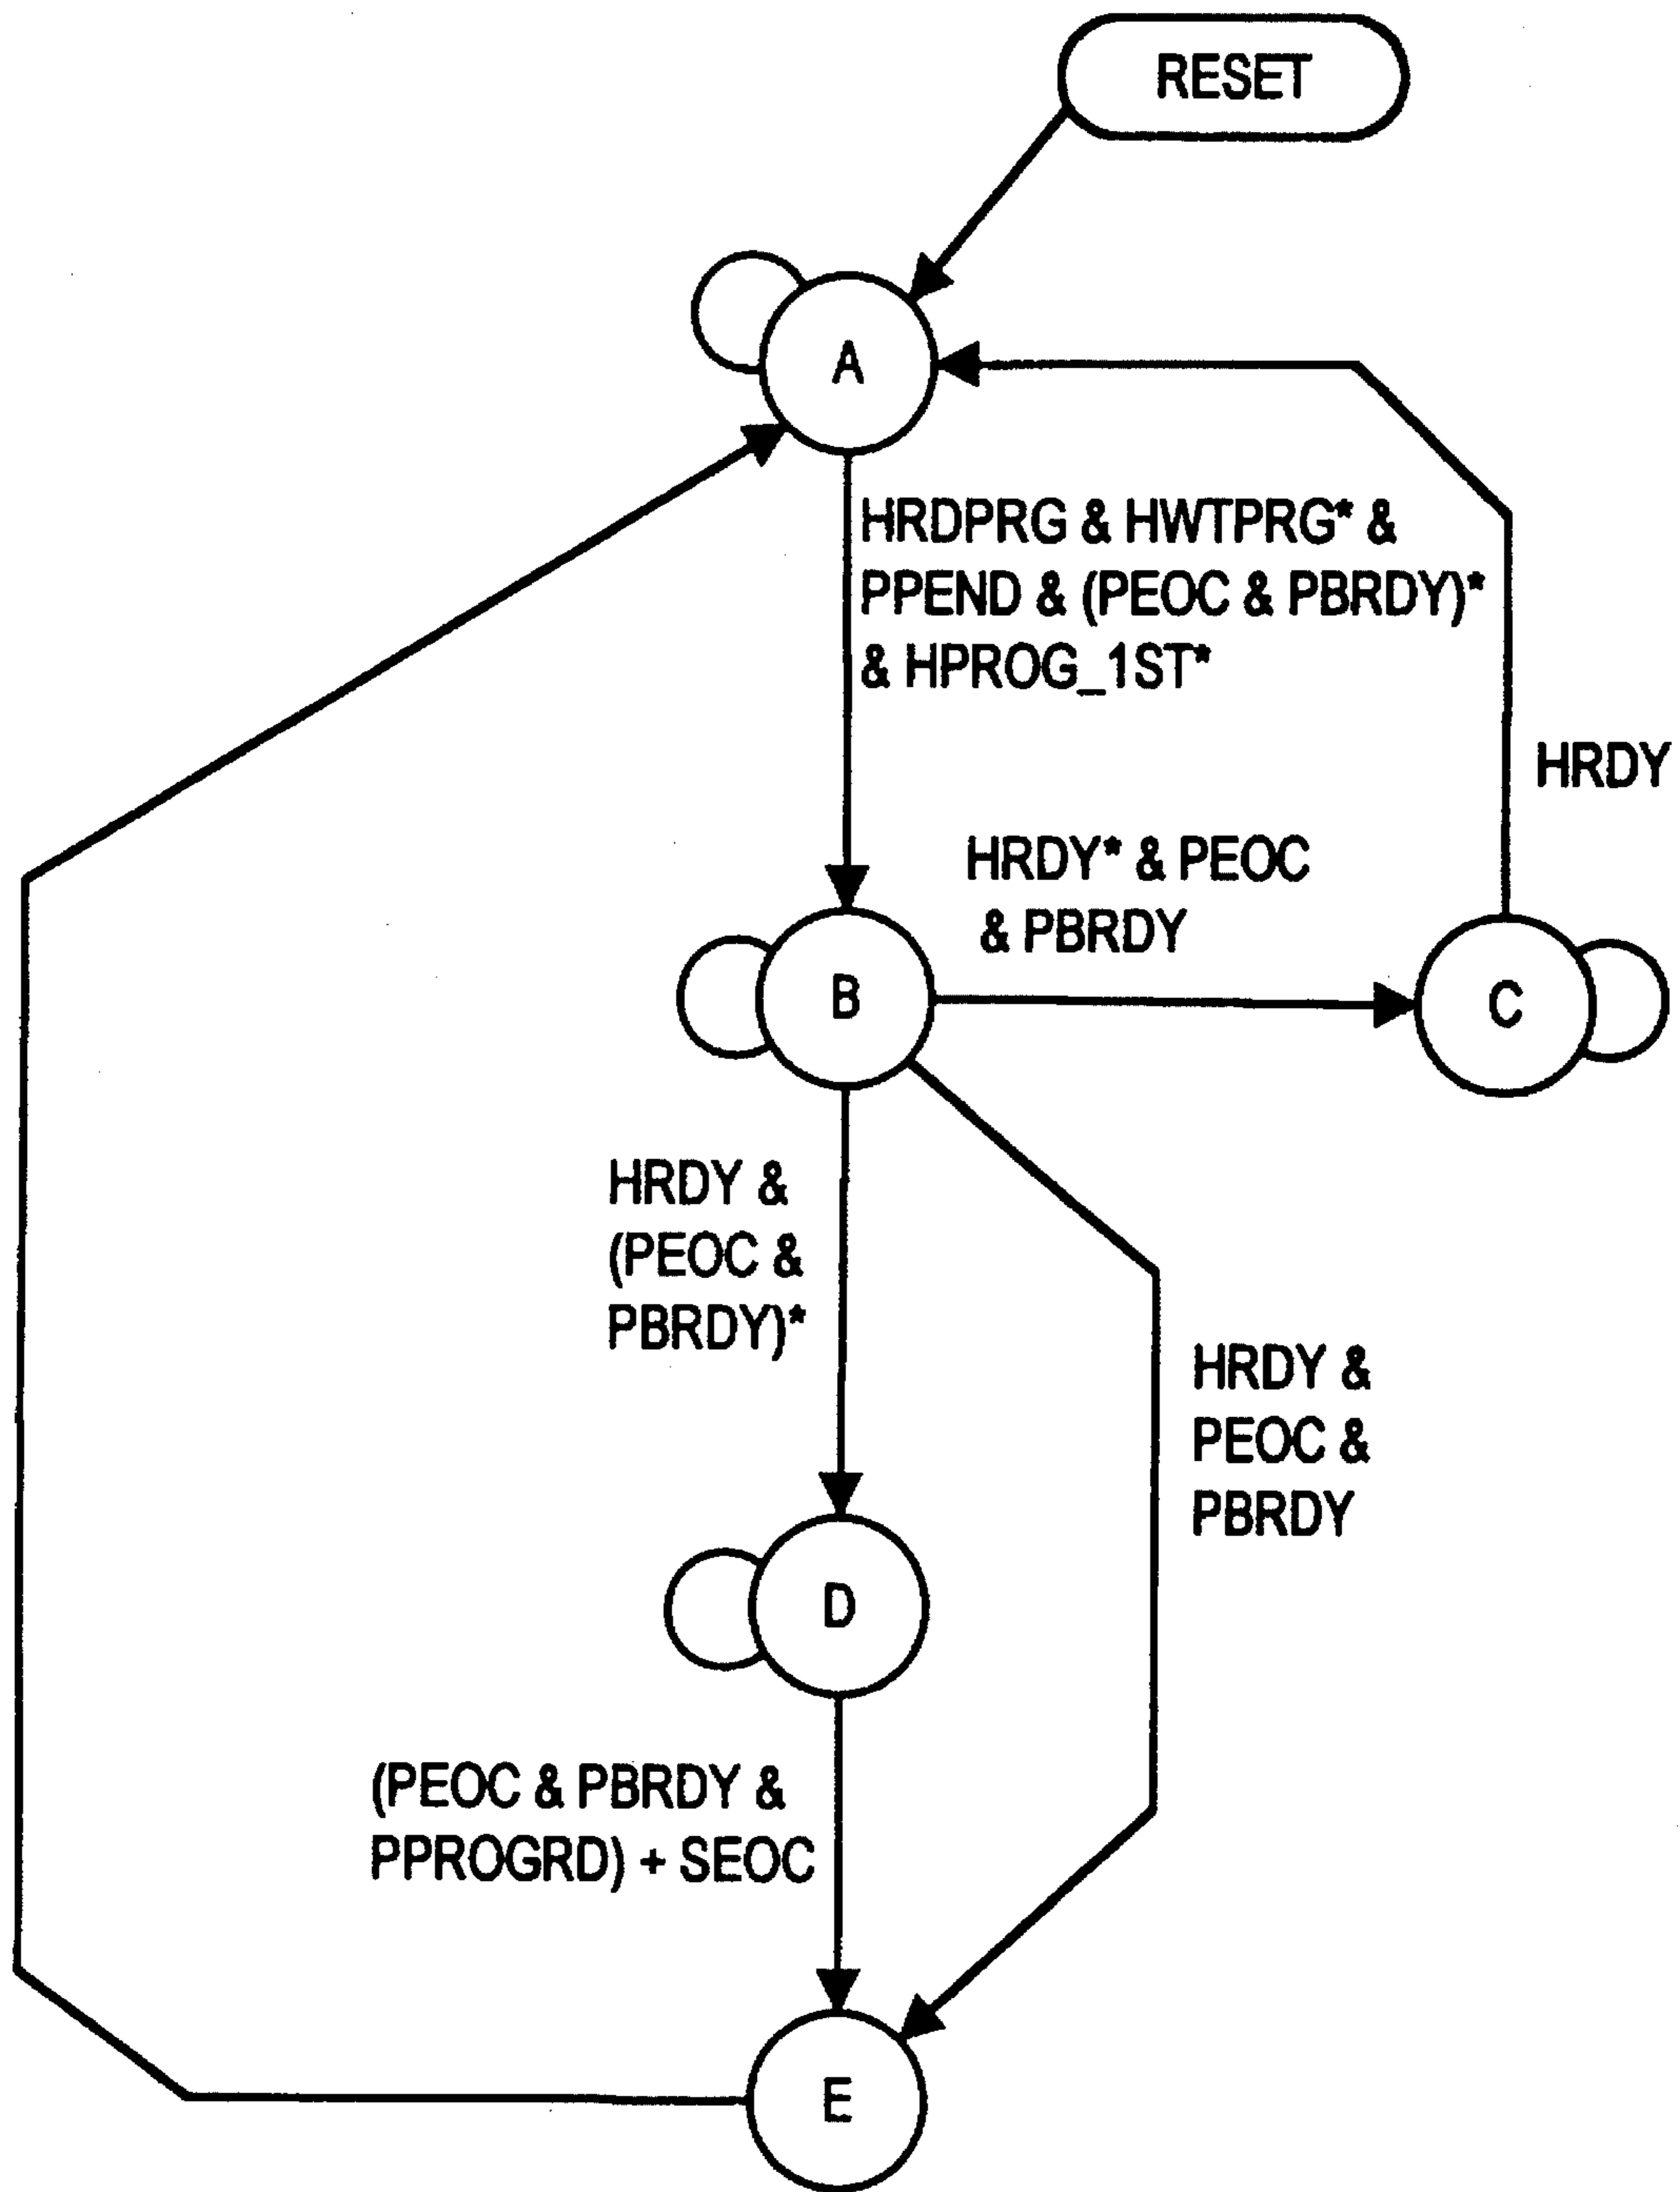 RESET
A
HRDPRG & HWTPRG* &
PPEND & (PEOC & PBRDY)*
& HPROG_1ST*
HRDY
HRDY* & PEOC
& PBRDY
B
C
HRDY &
(PEOC &
PBRDY)*
HRDY &
PEOC &
PBRDY
D
(PEOC & PBRDY &
PPROGRD) + SEOC
E